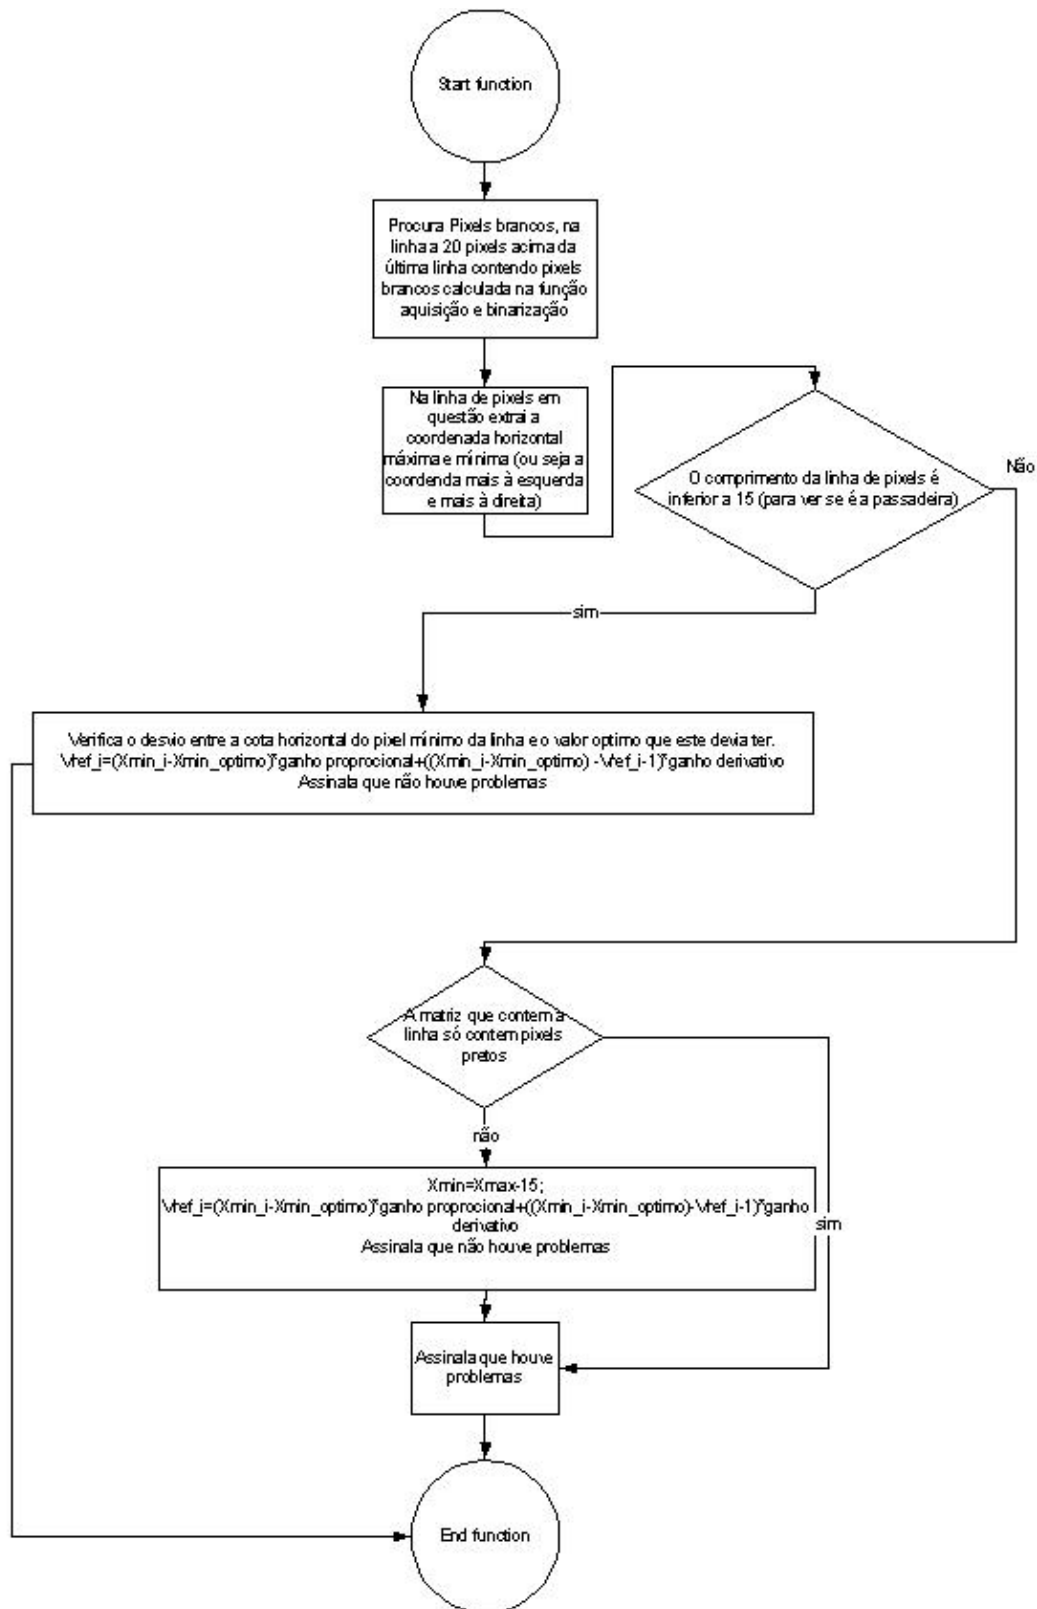 Start function
Procura Pixels brancos, na
linha a 20 pixels acima da
última linha contendo pixels
brancos calculada na função
aquisição e binarização
Na linha de pixels em
questão extrai a
coordenada horizontal
máxima e mínima (ou seja a
coordenda mais à esquerda
e mais à direita)
O comprimento da linha de pixels é
inferior a 15 (para ver se é a passadeira)
Não
sim
Verifica o desvio entre a cota horizontal do pixel mínimo da linha e o valor optimo que este devia ter.
Vref_i=(Xmin_i-Xmin_optimo)*ganho proprocional+((Xmin_i-Xmin_optimo) -Vref_i-1)*ganho derivativo
Assinala que não houve problemas
A matriz que contem a
linha só contem pixels
pretos
não
sim
Xmin=Xmax-15;
Vref_i=(Xmin_i-Xmin_optimo)*ganho proprocional+((Xmin_i-Xmin_optimo)-Vref_i-1)*ganho
derivativo
Assinala que não houve problemas
Assinala que houve
problemas
End function